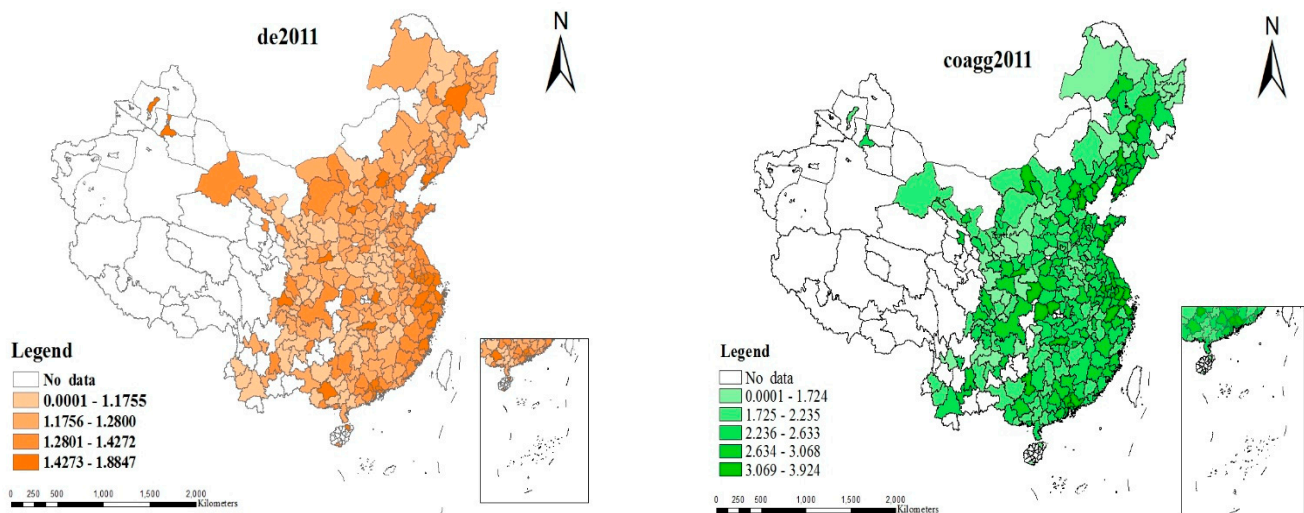 de2011
N
Legend
No data
0.0001 - 1.1755
1.1756 - 1.2800
1.2801 - 1.4272
1.4273 - 1.8847
0 250 500 1,000 1,500 2,000
Kilometers
coagg2011
N
Legend
No data
0.0001 - 1.724
1.725 - 2.235
2.236 - 2.633
2.634 - 3.068
3.069 - 3.924
0 250 500 1,000 1,500 2,000
Kilometers